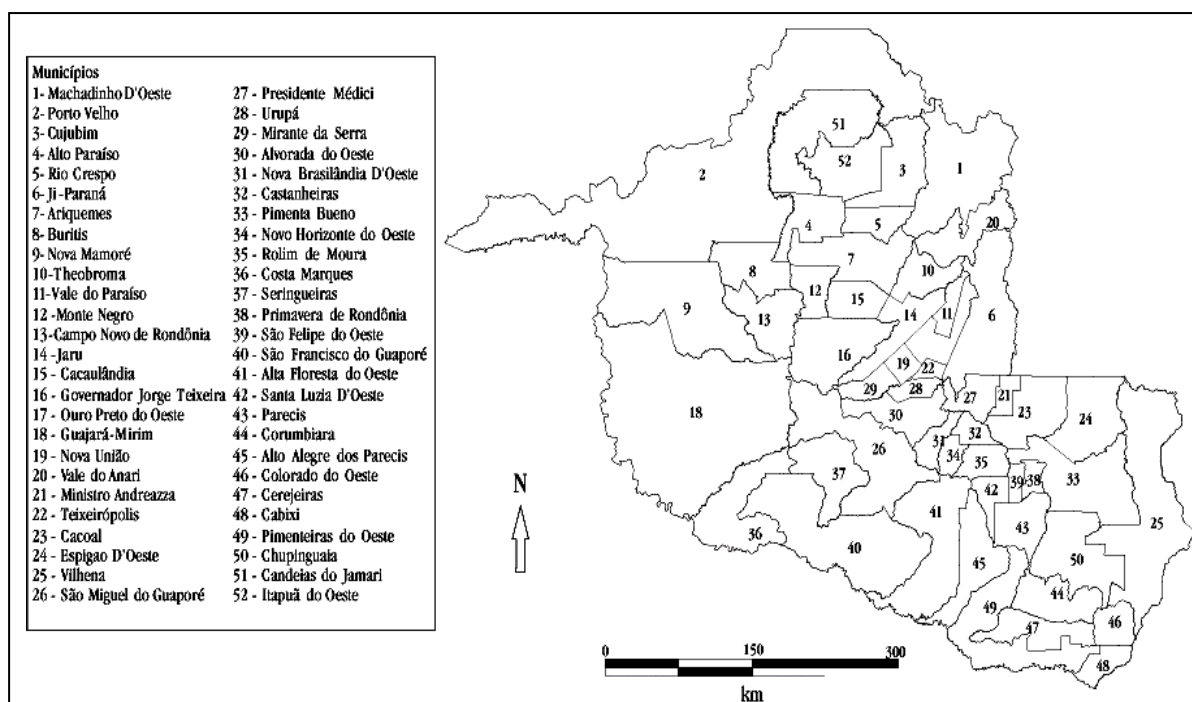 Municípios
1- Machadinho D'Oeste
2- Porto Velho
3- Cujubim
4- Alto Paraíso
5- Rio Crespo
6- Ji-Paraná
7- Ariquemes
8- Buritis
9- Nova Mamoré
10-Theobroma
11-Vale do Paraíso
12 -Monte Negro
13-Campo Novo de Rondônia
14 -Jaru
15 - Cacaulândia
16 - Governador Jorge Teixeira
17 - Ouro Preto do Oeste
18 - Guajará-Mirim
19 - Nova União
20 - Vale do Anari
21 - Ministro Andreazza
22 - Teixeirópolis
23 - Cacoal
24 - Espigao D'Oeste
25 - Vilhena
26 - São Miguel do Guaporé
27 - Presidente Médici
28 - Urupá
29 - Mirante da Serra
30 - Alvorada do Oeste
31 - Nova Brasilândia D'Oeste
32 - Castanheiras
33 - Pimenta Bueno
34 - Novo Horizonte do Oeste
35 - Rolim de Moura
36 - Costa Marques
37 - Seringueiras
38 - Primavera de Rondônia
39 - São Felipe do Oeste
40 - São Francisco do Guaporé
41 - Alta Floresta do Oeste
42 - Santa Luzia D'Oeste
43 - Parecis
44 - Corumbiara
45 - Alto Alegre dos Parecis
46 - Colorado do Oeste
47 - Cerejeiras
48 - Cabixi
49 - Pimenteiras do Oeste
50 - Chupinguaia
51 - Candeias do Jamari
52 - Itapuã do Oeste
51
52
3
1
2
4
5
20
7
8
10
12
15
9
13
14
11
6
16
19
22
29
28
18
27
21
23
24
30
32
31
26
34
35
37
39
38
33
42
41
43
25
36
40
45
50
49
44
47
46
48
N
0
150
300
km